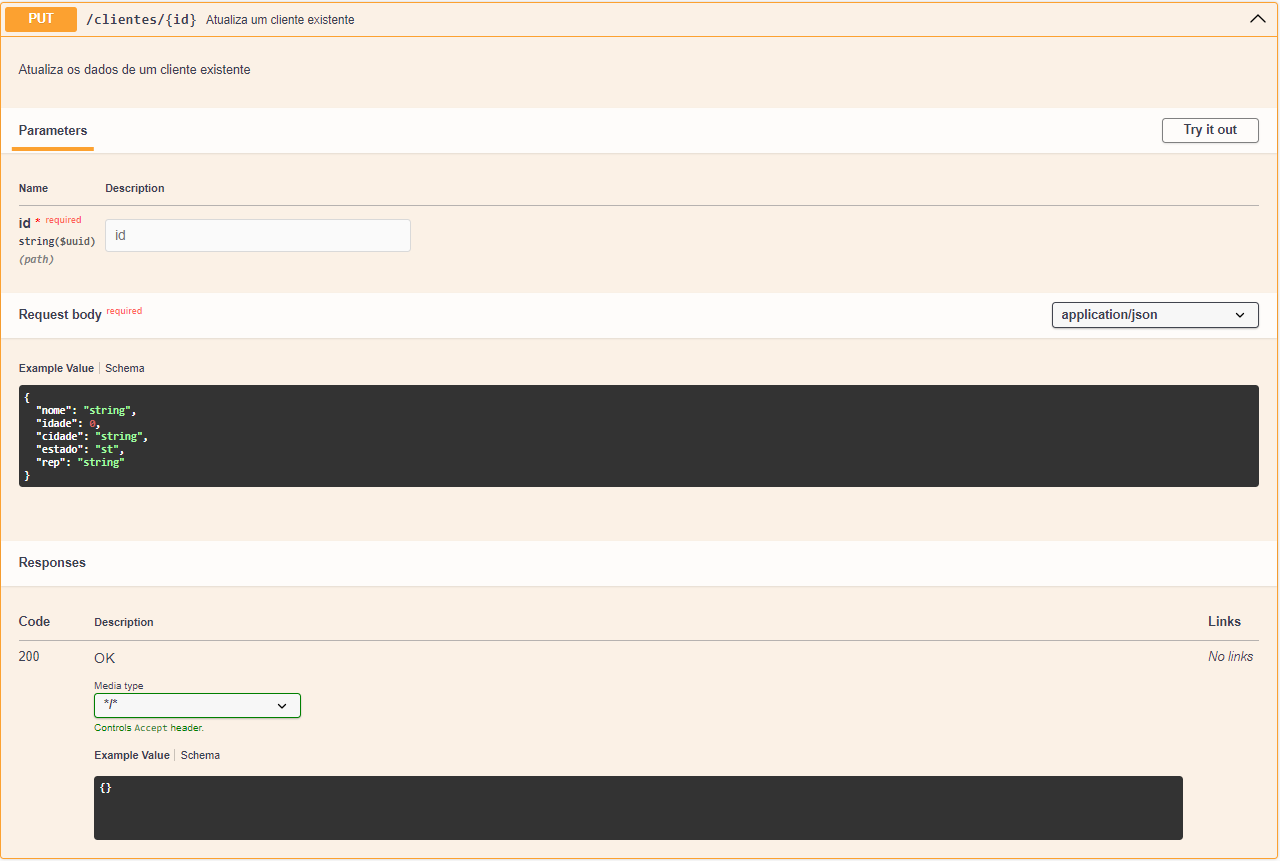 PUT /clientes/{id} Atualiza um cliente existente
Atualiza os dados de um cliente existente
Parameters Try it out
Name Description
id * required
string($uuid)
(path)
id
Request body required application/json
Example Value Schema
{
  "nome": "string",
  "idade": 0,
  "cidade": "string",
  "estado": "st",
  "rep": "string"
}
Responses
Code Description Links
200 OK No links
Media type
*/*
Controls Accept header.
Example Value Schema
{}